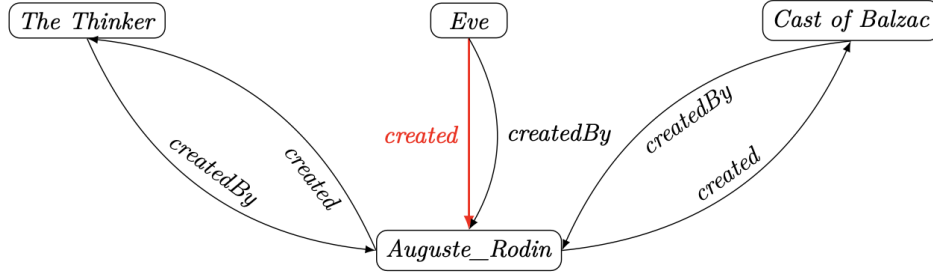 The Thinker
Eve
Cast of Balzac
createdBy
created
created
createdBy
createdBy
created
Auguste_Rodin